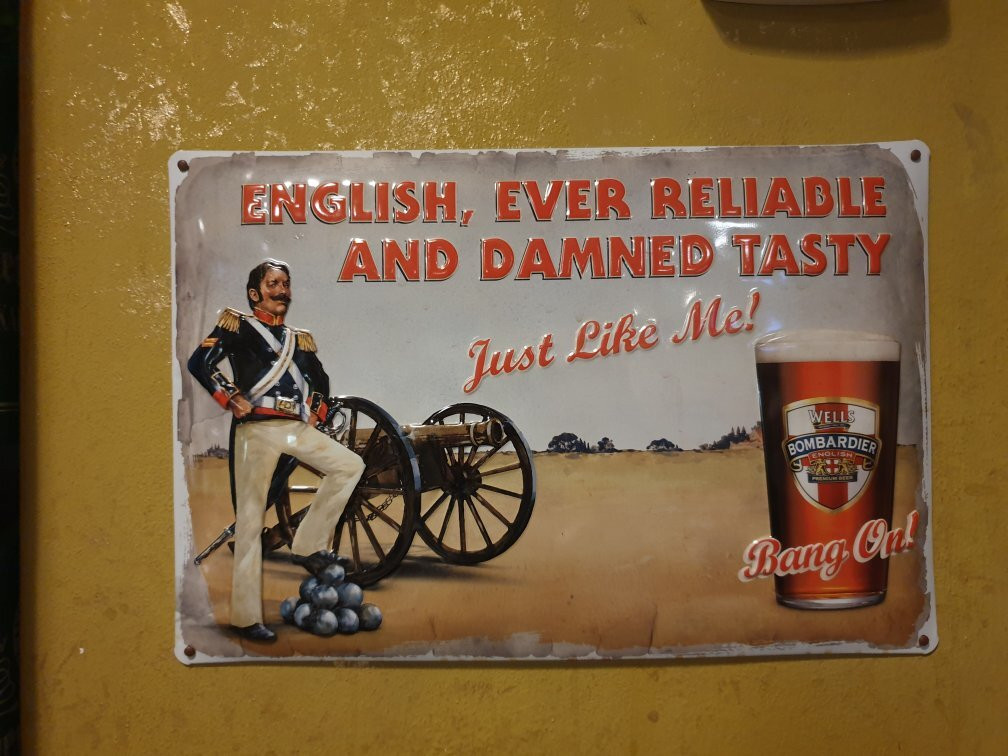 ENGLISH, EVER RELIABLE
AND DAMNED TASTY
Just Like Me!
WELLS
BOMBARDIER
ENGLISH
PREMIUM BEER
Bang On!